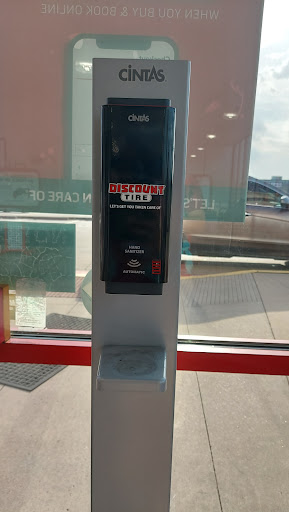 WHEN YOU BUY & BOOK ONLINE
CINTAS
CINTAS
DISCOUNT
TIRE
LET'S GET YOU TAKEN CARE OF
LET'S
N CARE OF
HAND
SANITIZER
AUTOMATIC